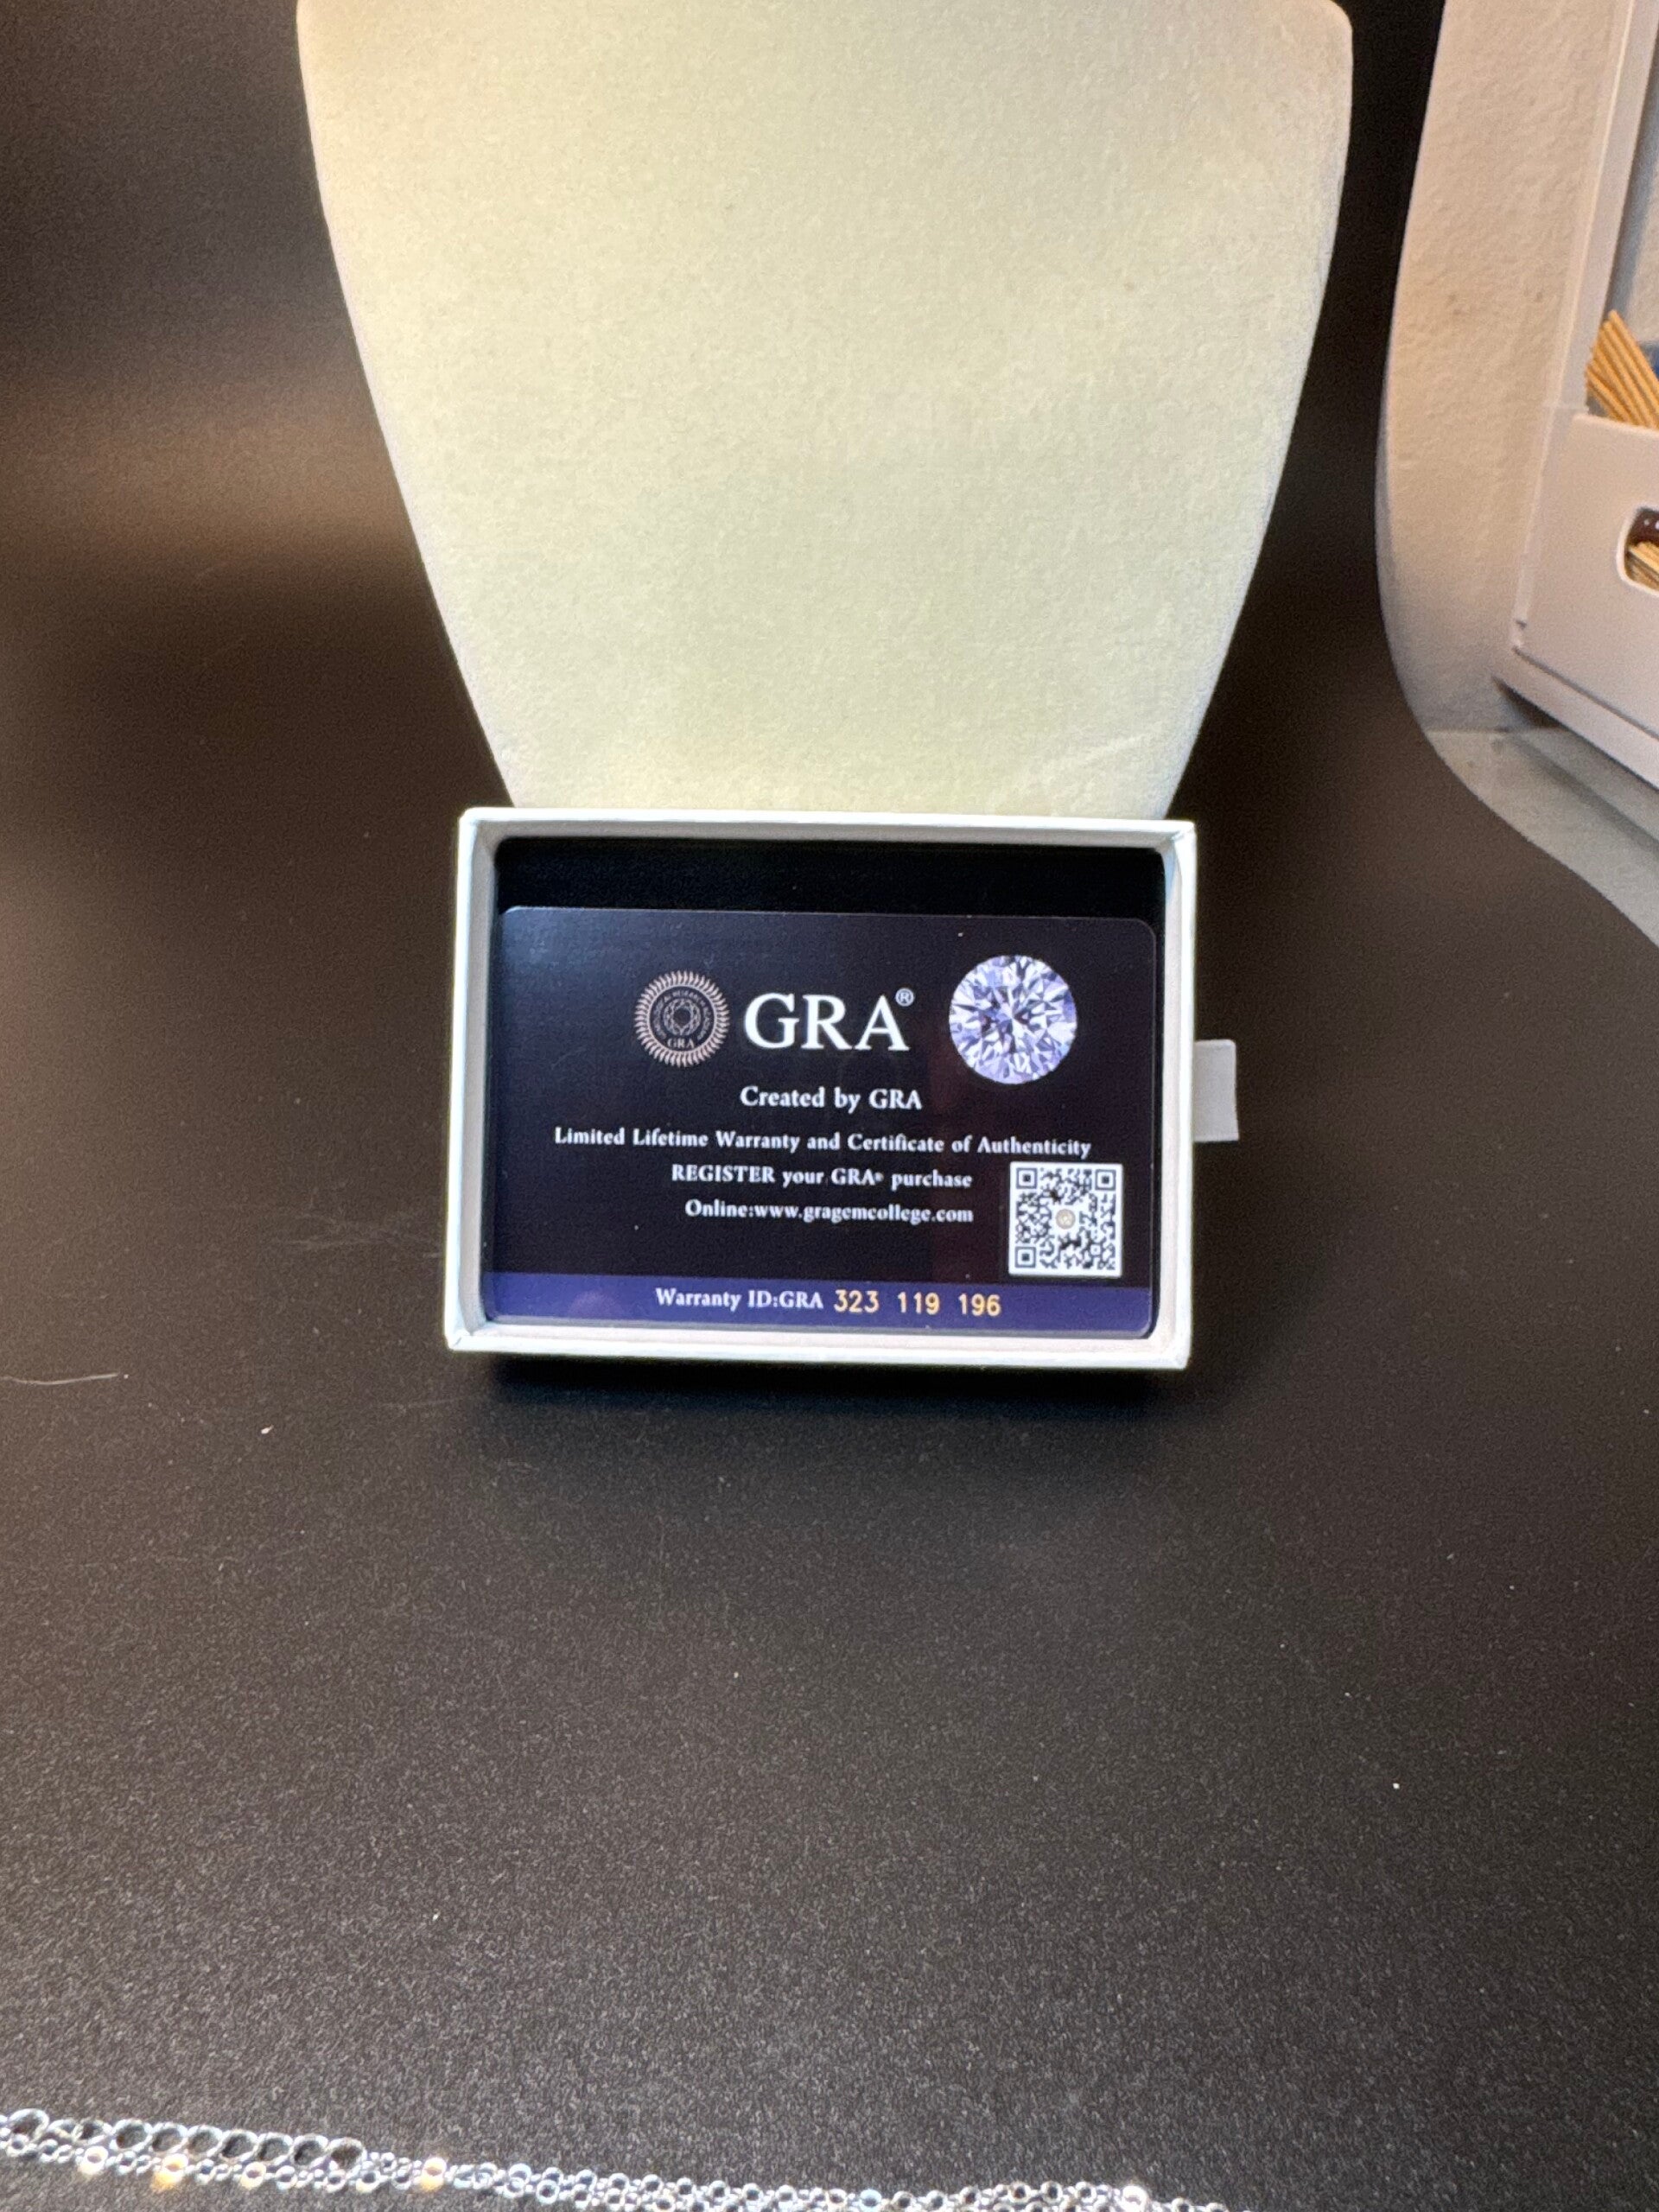 GRA®
GRA
Created by GRA
Limited Lifetime Warranty and Certificate of Authenticity
REGISTER your GRA® purchase
Online:www.gragemcollege.com
Warranty ID:GRA 323 119 196